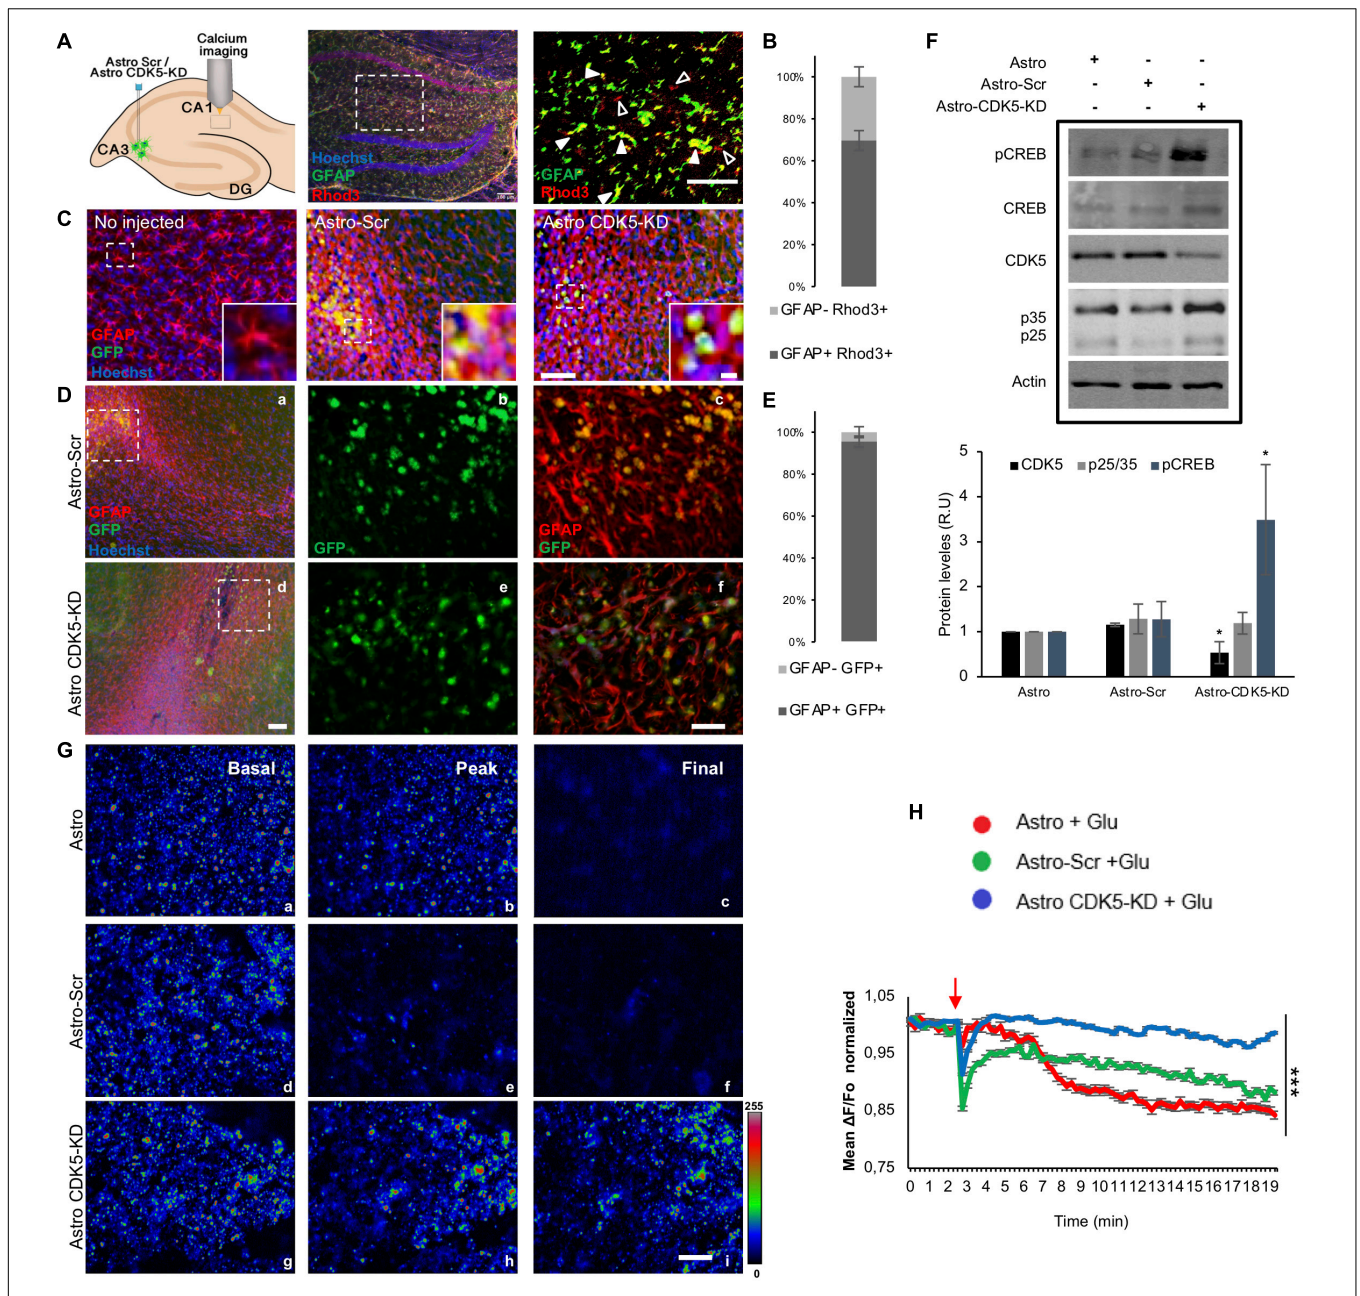 A
Astro Scr /
Astro CDK5-KD
Calcium
imaging
CA1
CA3
DG
Hoechst
GFAP
Rhod3
GFAP
Rhod3
B
100%
80%
60%
40%
20%
0%
GFAP- Rhod3+
GFAP+ Rhod3+
C
No injected
GFAP
GFP
Hoechst
Astro-Scr
Astro CDK5-KD
D
Astro-Scr
a
GFAP
GFP
Hoechst
b
GFP
c
GFAP
GFP
Astro CDK5-KD
d
e
f
E
100%
80%
60%
40%
20%
0%
GFAP- GFP+
GFAP+ GFP+
F
Astro + - -
Astro-Scr - + -
Astro-CDK5-KD - - +
pCREB
CREB
CDK5
p35
p25
Actin
Protein leveles (R.U)
5
4
3
2
1
0
CDK5 p25/35 pCREB
*
*
Astro Astro-Scr Astro-CDK5-KD
G
Basal Peak Final
Astro
a b c
Astro-Scr
d e f
Astro CDK5-KD
g h i
255
0
H
Astro + Glu
Astro-Scr +Glu
Astro CDK5-KD + Glu
Mean ΔF/Fo normalized
1,05
0,95
0,85
0,75
***
0 1 2 3 4 5 6 7 8 9 10 11 12 13 14 15 16 17 18 19
Time (min)